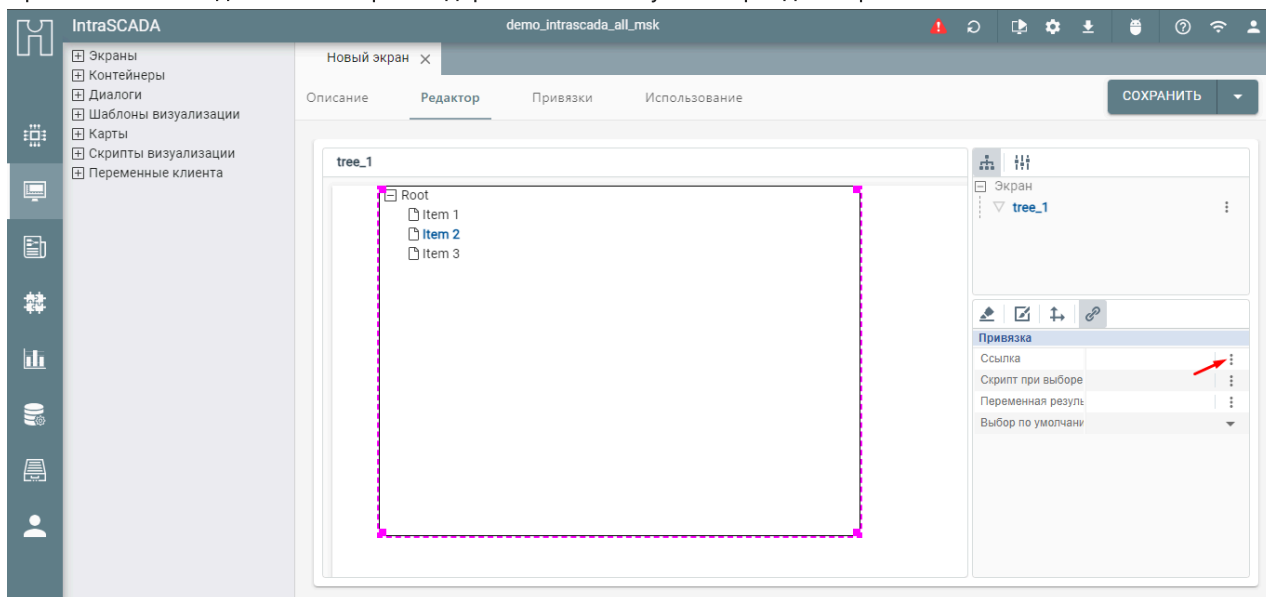 IntraSCADA
demo_intrascada_all_msk
Экраны
Контейнеры
Диалоги
Шаблоны визуализации
Карты
Скрипты визуализации
Переменные клиента
Новый экран
Описание
Редактор
Привязки
Использование
СОХРАНИТЬ
tree_1
Root
Item 1
Item 2
Item 3
Экран
tree_1
Привязка
Ссылка
Скрипт при выборе
Переменная резуль
Выбор по умолчани